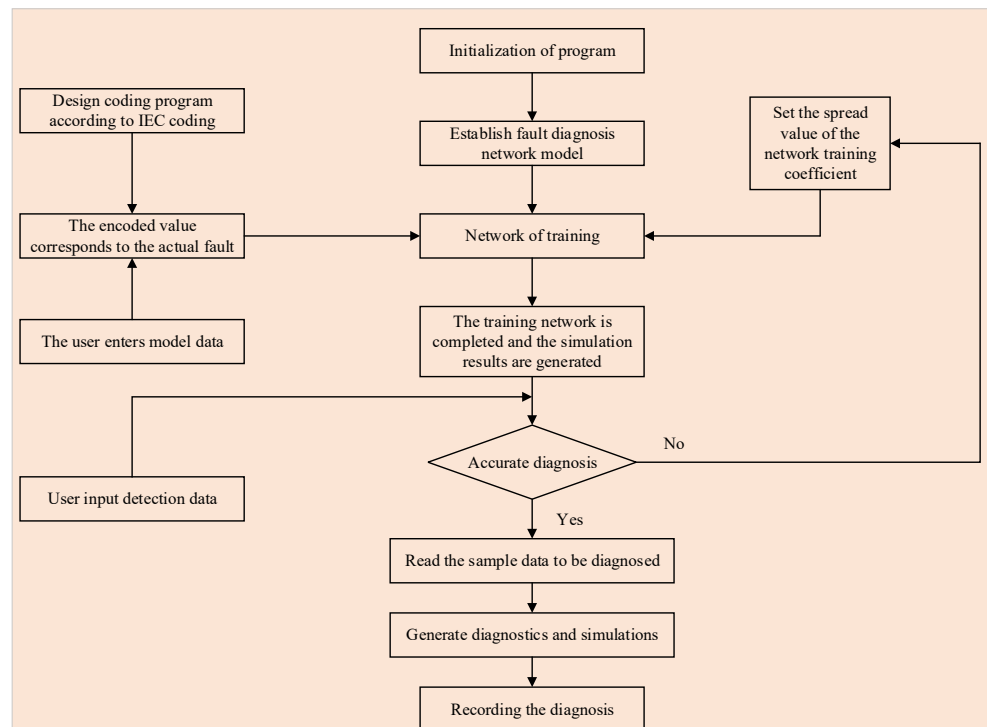 Initialization of program
Design coding program
according to IEC coding
Establish fault diagnosis
network model
Set the spread
value of the
network training
coefficient
The encoded value
corresponds to the actual fault
Network of training
The user enters model data
The training network is
completed and the simulation
results are generated
Accurate diagnosis
No
User input detection data
Yes
Read the sample data to be diagnosed
Generate diagnostics and simulations
Recording the diagnosis